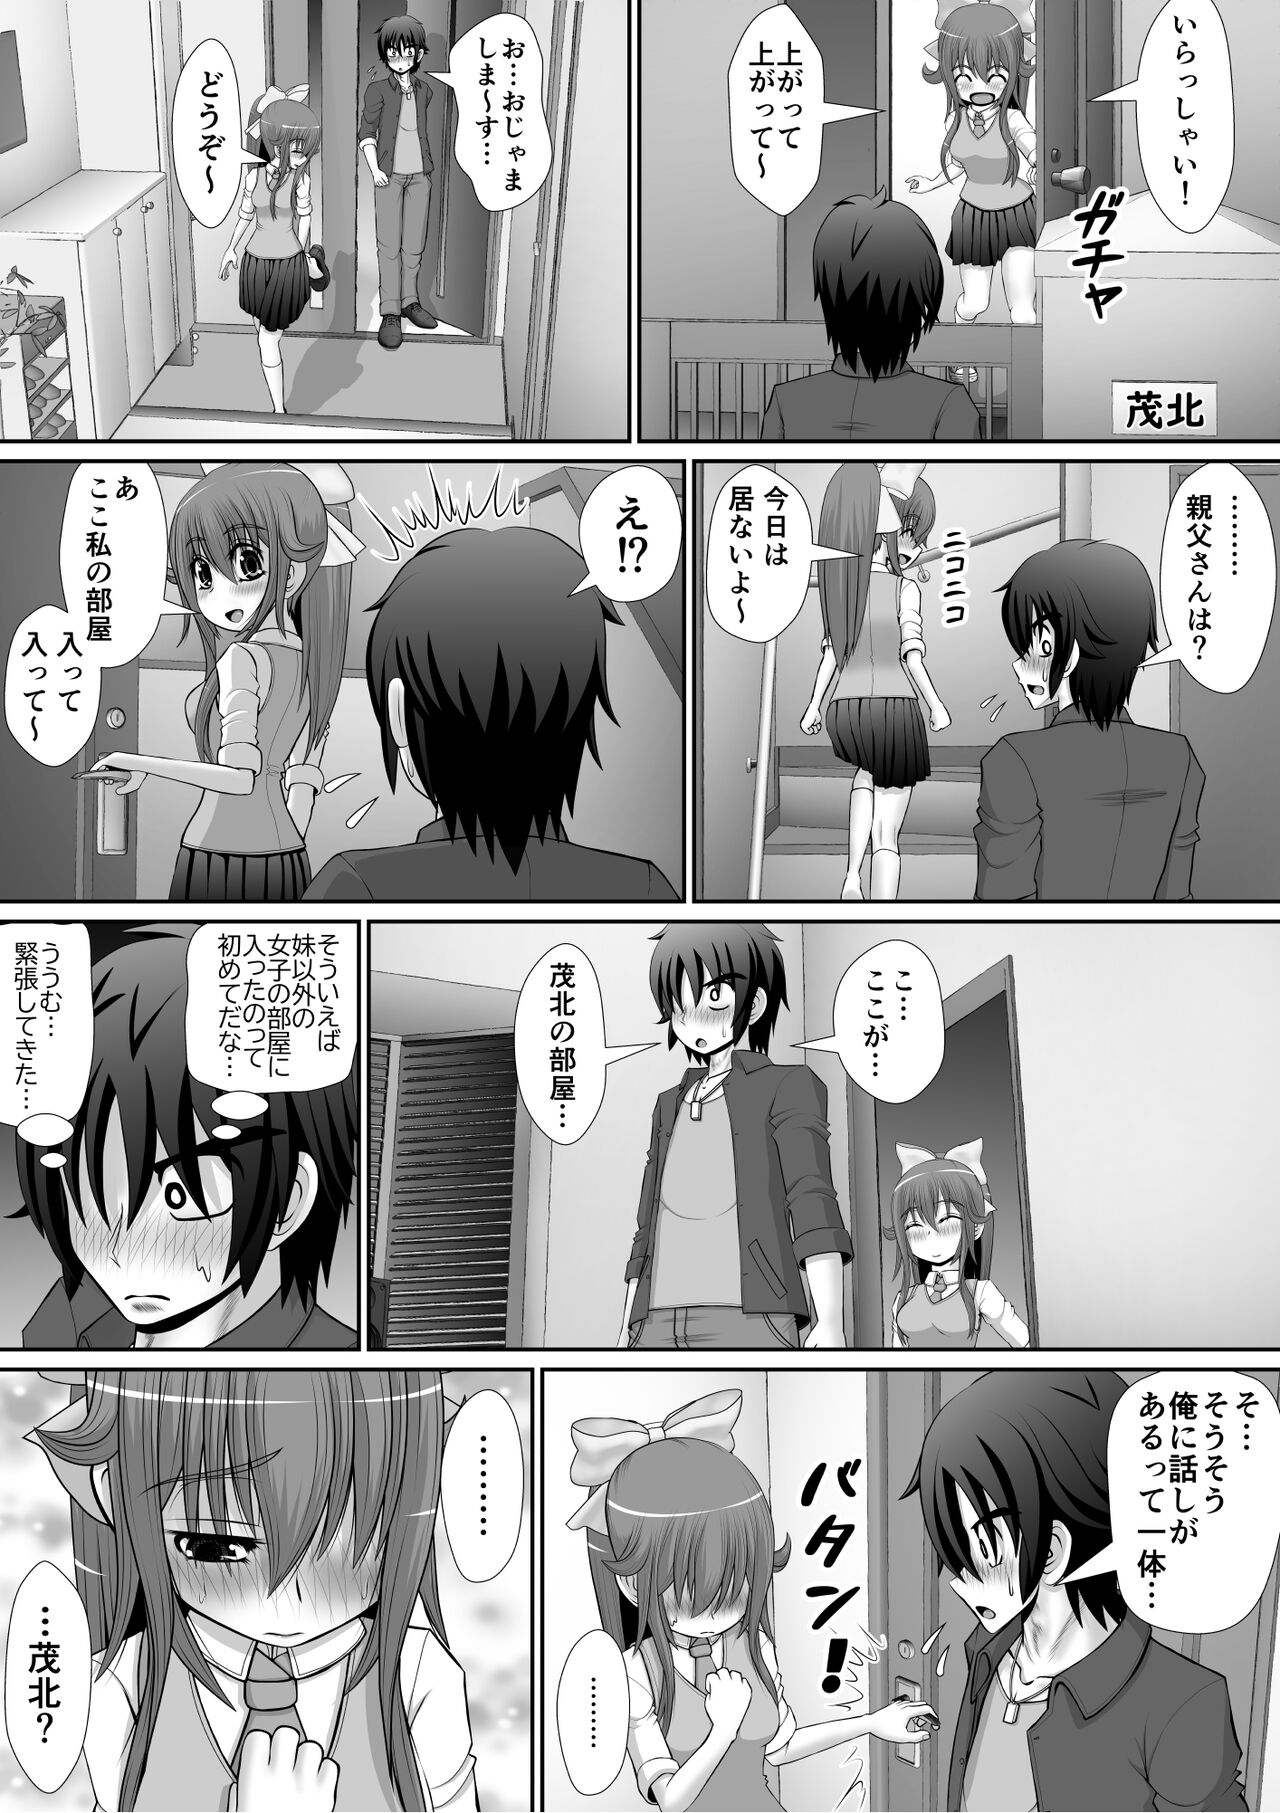 いらっしゃい！
ガチャ
上がって
上がって～
茂北
お…おじゃま
しま～す…
どうぞ～
………
親父さんは？
ニコニコ
今日は
居ないよ～
え!?
あ
ここ私の部屋
入って
入って～
こ…
ここが…
茂北の部屋…
そういえば
妹以外の
女子の部屋に
入ったのって
初めてだな…
ううむ…
緊張してきた…
そ…
そうそう
俺に話しが
あるって一体…
バタン！
………
………
…茂北？